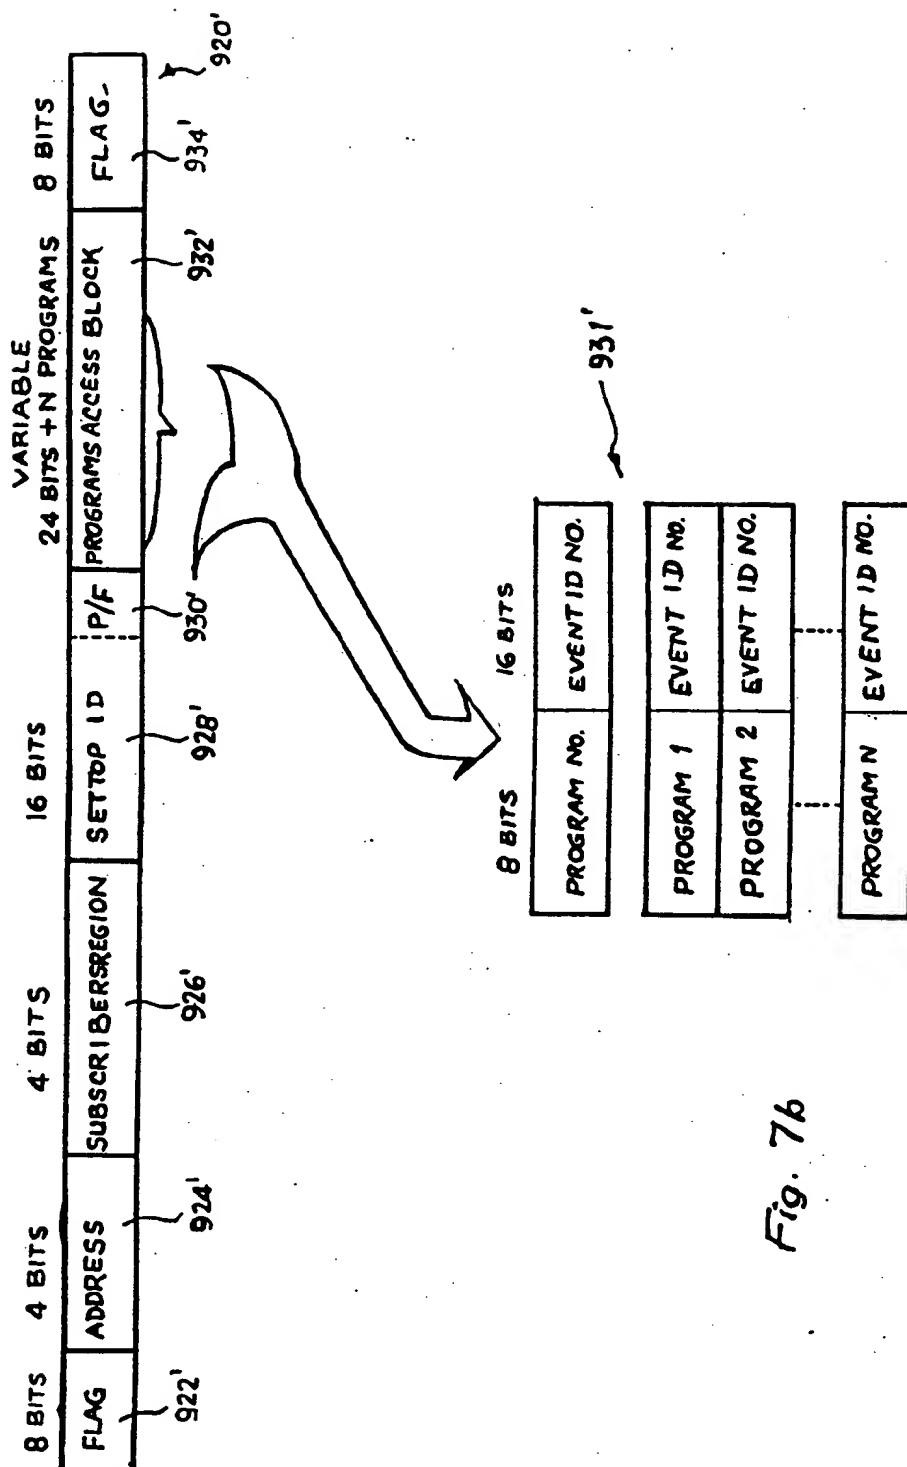 8 BITS 4 BITS 4 BITS 16 BITS VARIABLE 8 BITS
24 BITS + N PROGRAMS
FLAG ADDRESS SUBSCRIBERSREGION SETTOP ID P/F PROGRAMS ACCESS BLOCK FLAG
922' 924' 926' 928' 930' 932' 934' 920'
8 BITS 16 BITS
PROGRAM NO. EVENT ID NO.
931'
PROGRAM 1 EVENT ID NO.
PROGRAM 2 EVENT ID NO.
PROGRAM N EVENT ID NO.
Fig. 7b